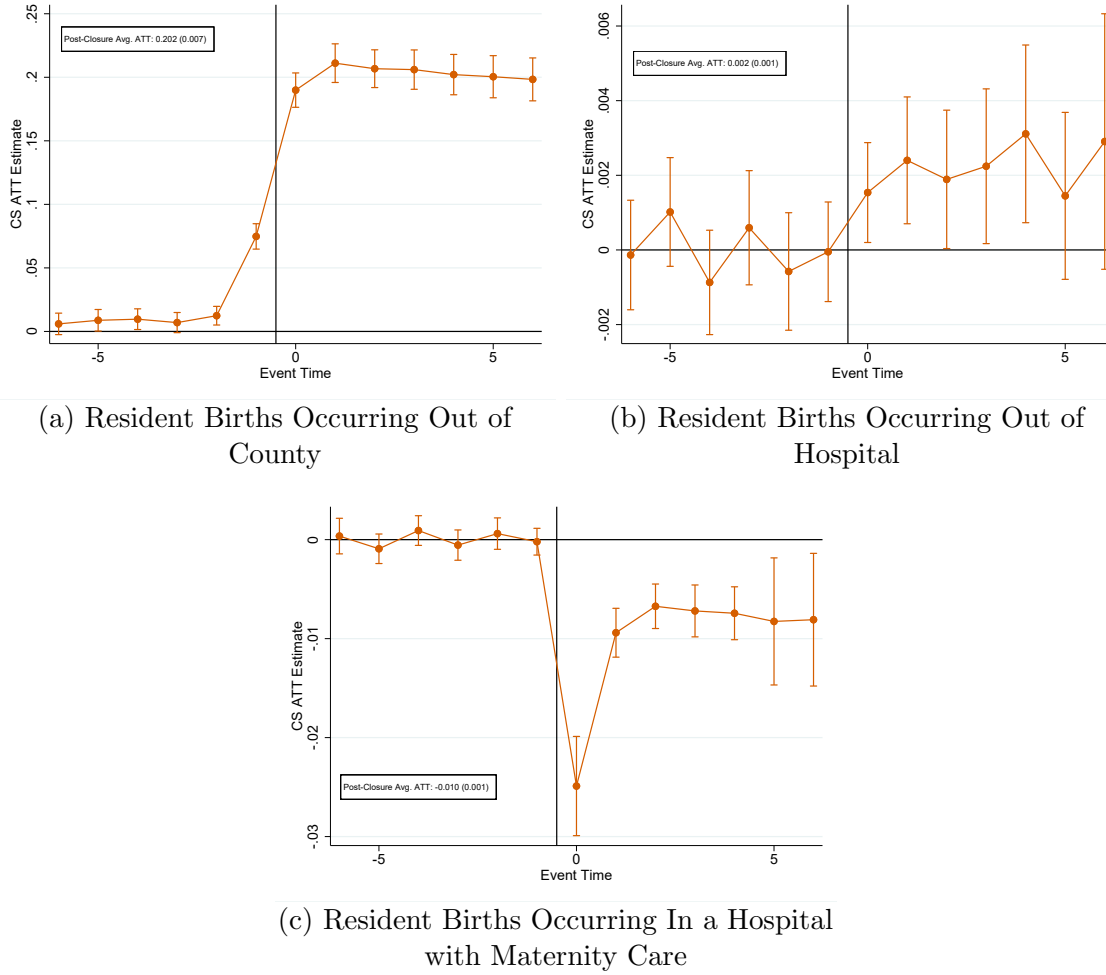 .25
.2
.15
.1
.05
0
CS ATT Estimate
Post-Closure Avg. ATT: 0.202 (0.007)
-5
0
5
Event Time
(a) Resident Births Occurring Out of
County
.006
.004
.002
0
-.002
CS ATT Estimate
Post-Closure Avg. ATT: 0.002 (0.001)
-5
0
5
Event Time
(b) Resident Births Occurring Out of
Hospital
0
-.01
-.02
-.03
CS ATT Estimate
Post-Closure Avg. ATT: -0.010 (0.001)
-5
0
5
Event Time
(c) Resident Births Occurring In a Hospital
with Maternity Care